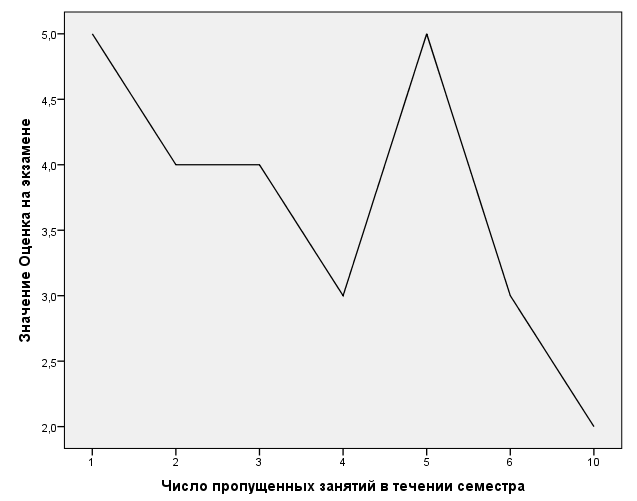 Значение Оценка на экзамене
5,0
4,5
4,0
3,5
3,0
2,5
2,0
1 2 3 4 5 6 10
Число пропущенных занятий в течении семестра